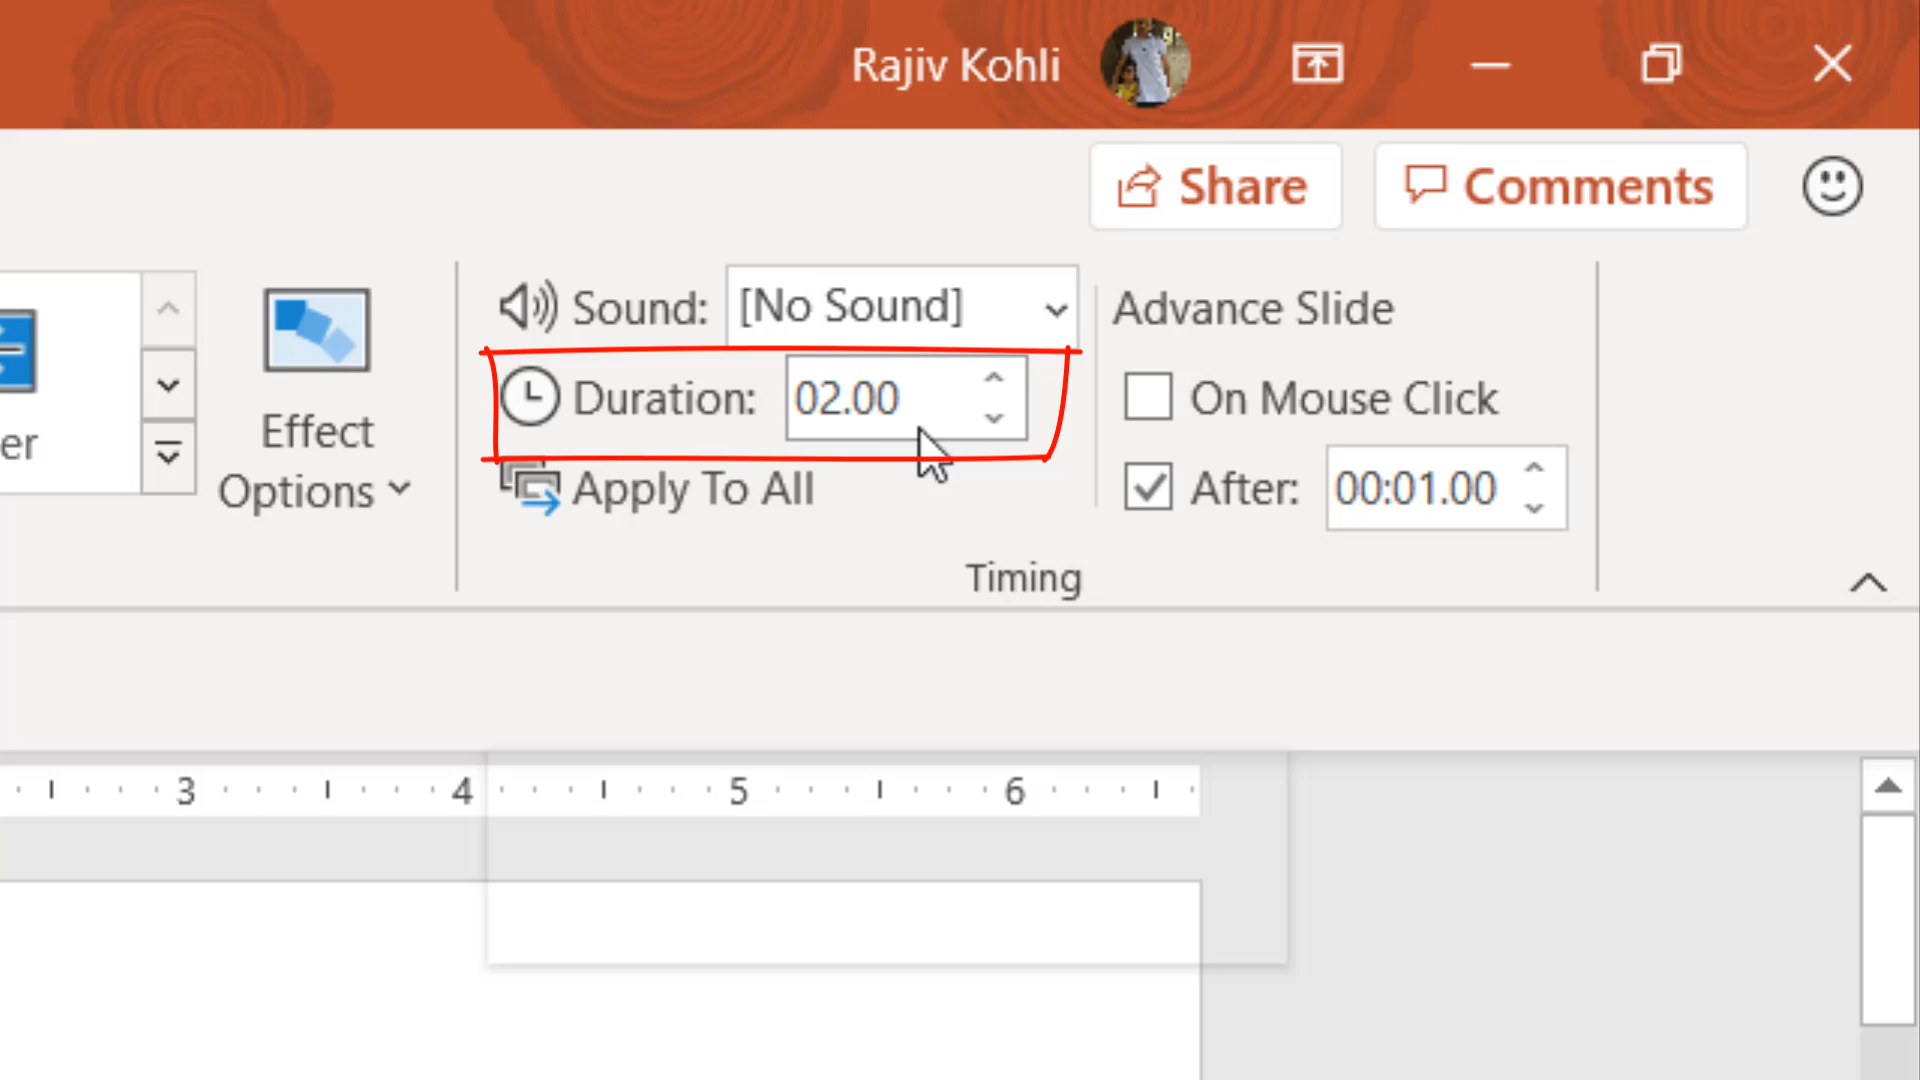 Rajiv Kohli
Share
Comments
Sound: [No Sound]
Advance Slide
Duration: 02.00
On Mouse Click
er
Effect
Options
Apply To All
After: 00:01.00
Timing
3 4 5 6